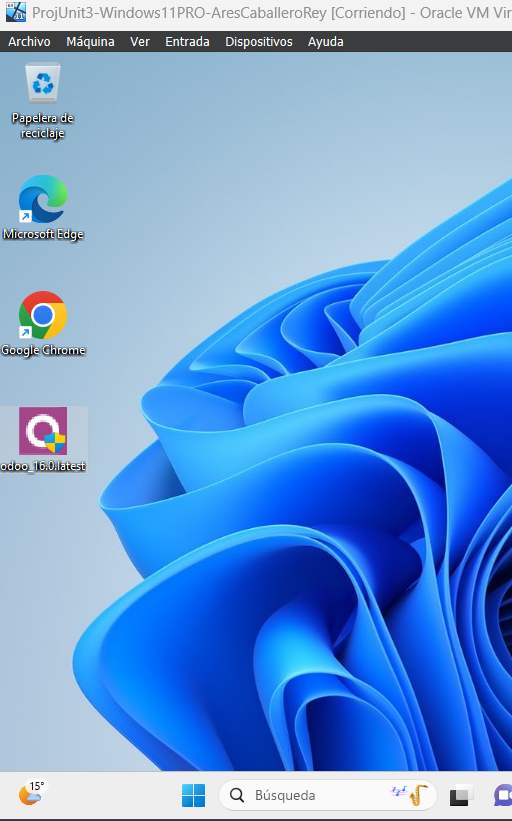 ProjUnit3-Windows11PRO-AresCaballeroRey [Corriendo] - Oracle VM Vir
Archivo Máquina Ver Entrada Dispositivos Ayuda
Papelera de
reciclaje
Microsoft Edge
Google Chrome
odoo_16.0.latest
15°
Búsqueda